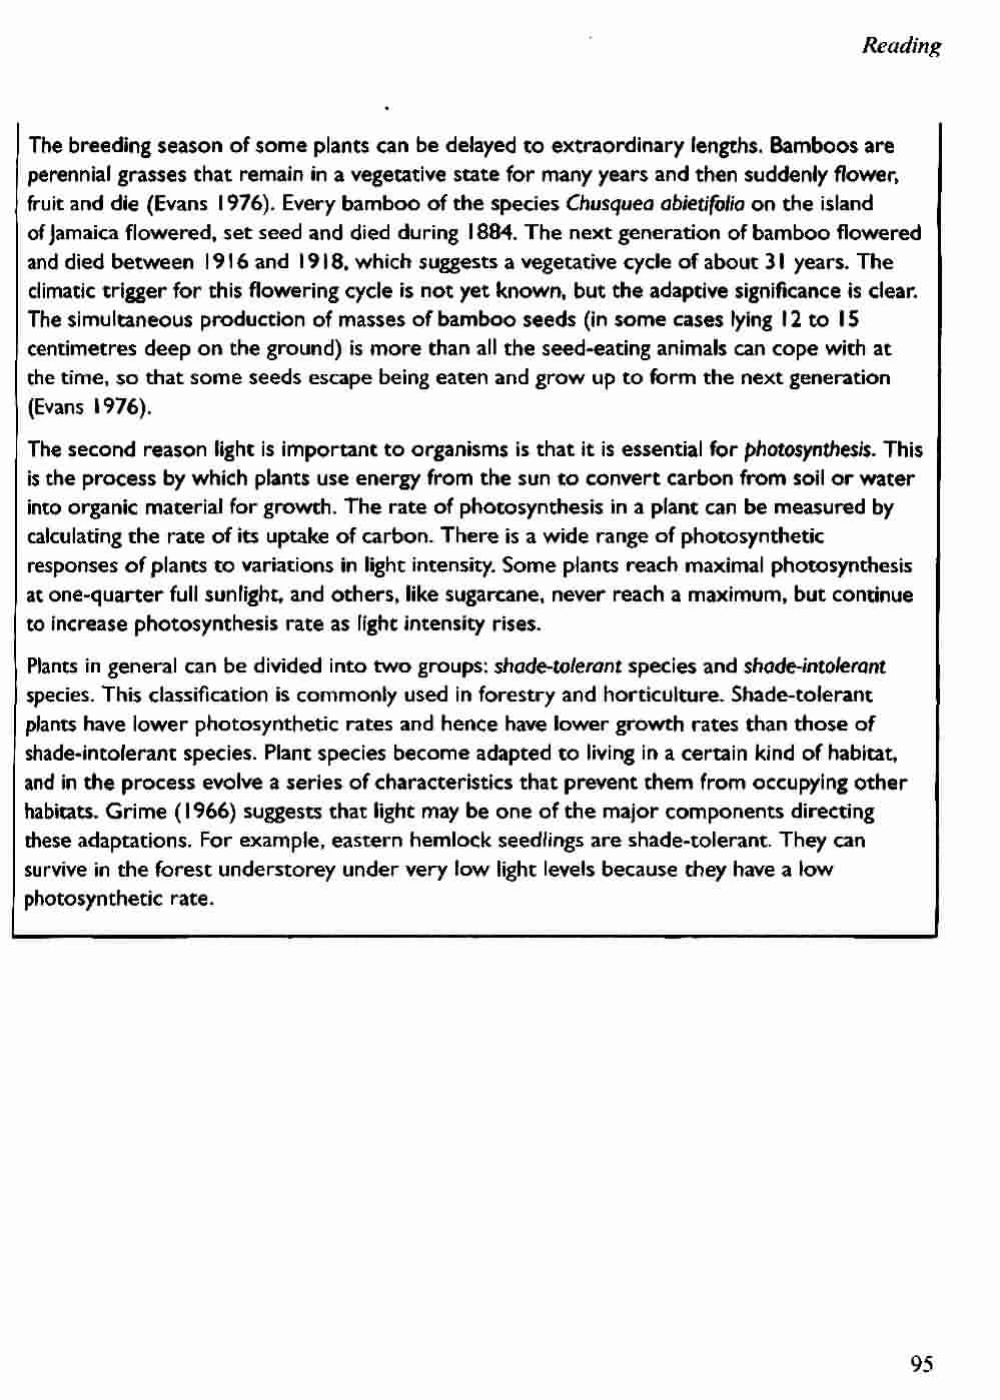 Reading
The breeding season of some plants can be delayed to extraordinary lengths. Bamboos are
perennial grasses that remain in a vegetative state for many years and then suddenly flower,
fruit and die (Evans 1976). Every bamboo of the species Chusquea abietifolia on the island
of Jamaica flowered, set seed and died during 1884. The next generation of bamboo flowered
and died between 1916 and 1918, which suggests a vegetative cycle of about 31 years. The
climatic trigger for this flowering cycle is not yet known, but the adaptive significance is clear.
The simultaneous production of masses of bamboo seeds (in some cases lying 12 to 15
centimetres deep on the ground) is more than all the seed-eating animals can cope with at
the time, so that some seeds escape being eaten and grow up to form the next generation
(Evans 1976).
The second reason light is important to organisms is that it is essential for photosynthesis. This
is the process by which plants use energy from the sun to convert carbon from soil or water
into organic material for growth. The rate of photosynthesis in a plant can be measured by
calculating the rate of its uptake of carbon. There is a wide range of photosynthetic
responses of plants to variations in light intensity. Some plants reach maximal photosynthesis
at one-quarter full sunlight, and others, like sugarcane, never reach a maximum, but continue
to increase photosynthesis rate as light intensity rises.
Plants in general can be divided into two groups: shade-tolerant species and shade-intolerant
species. This classification is commonly used in forestry and horticulture. Shade-tolerant
plants have lower photosynthetic rates and hence have lower growth rates than those of
shade-intolerant species. Plant species become adapted to living in a certain kind of habitat,
and in the process evolve a series of characteristics that prevent them from occupying other
habitats. Grime (1966) suggests that light may be one of the major components directing
these adaptations. For example, eastern hemlock seedlings are shade-tolerant. They can
survive in the forest understorey under very low light levels because they have a low
photosynthetic rate.
95